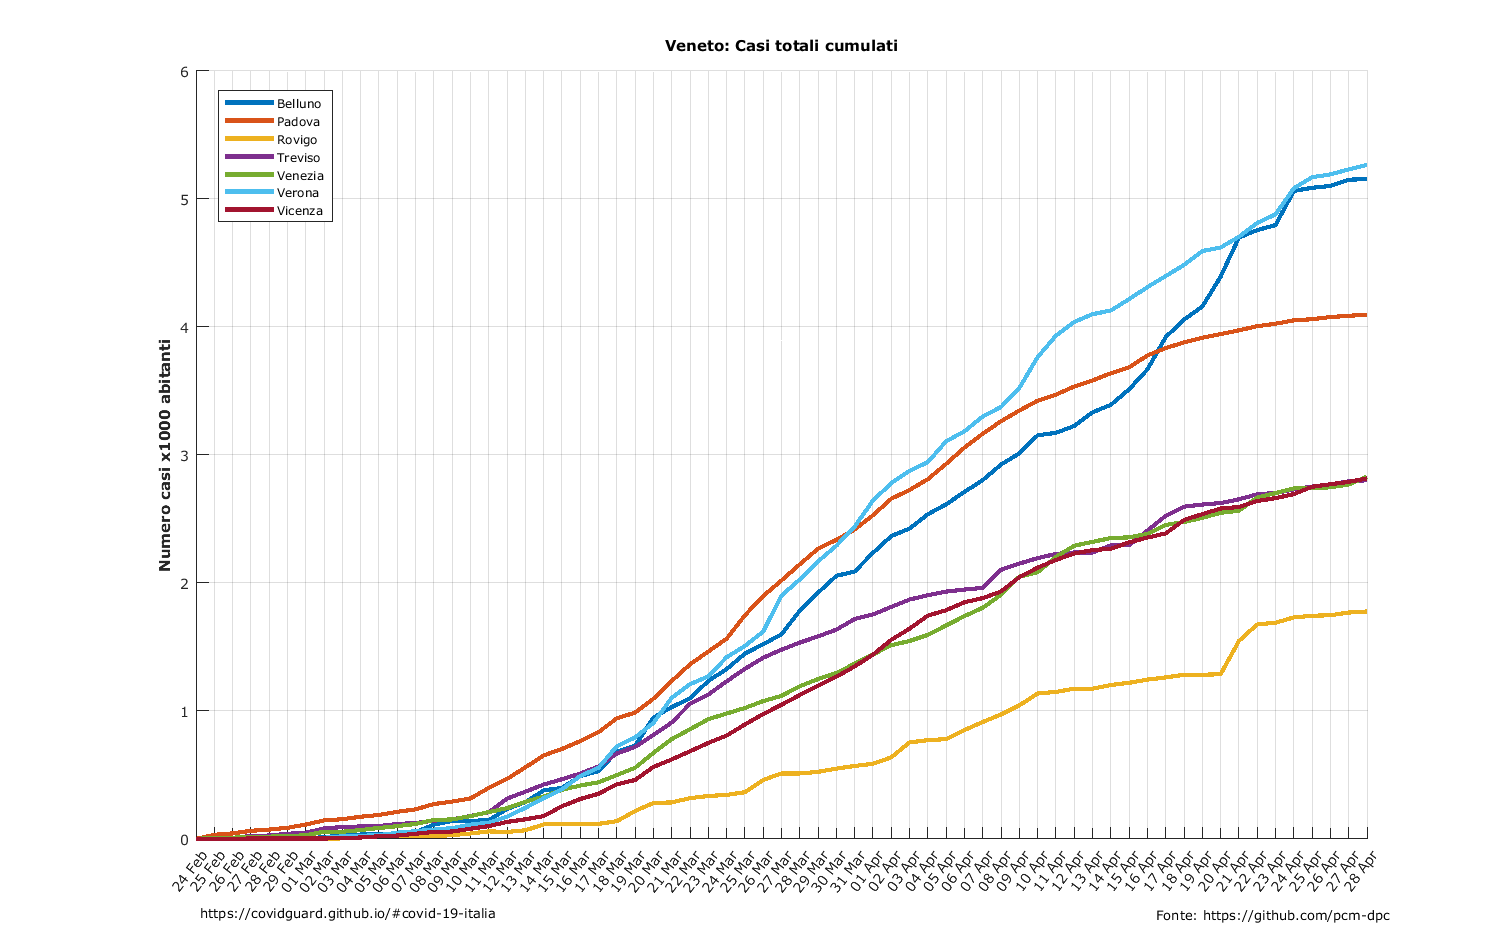 Veneto: Casi totali cumulati
6
5
4
3
2
1
0
Numero casi x1000 abitanti
Belluno
Padova
Rovigo
Treviso
Venezia
Verona
Vicenza
24 Feb
25 Feb
26 Feb
27 Feb
28 Feb
29 Feb
01 Mar
02 Mar
03 Mar
04 Mar
05 Mar
06 Mar
07 Mar
08 Mar
09 Mar
10 Mar
11 Mar
12 Mar
13 Mar
14 Mar
15 Mar
16 Mar
17 Mar
18 Mar
19 Mar
20 Mar
21 Mar
22 Mar
23 Mar
24 Mar
25 Mar
26 Mar
27 Mar
28 Mar
29 Mar
30 Mar
31 Mar
01 Apr
02 Apr
03 Apr
04 Apr
05 Apr
06 Apr
07 Apr
08 Apr
09 Apr
10 Apr
11 Apr
12 Apr
13 Apr
14 Apr
15 Apr
16 Apr
17 Apr
18 Apr
19 Apr
20 Apr
21 Apr
22 Apr
23 Apr
24 Apr
25 Apr
26 Apr
27 Apr
28 Apr
https://covidguard.github.io/#covid-19-italia
Fonte: https://github.com/pcm-dpc